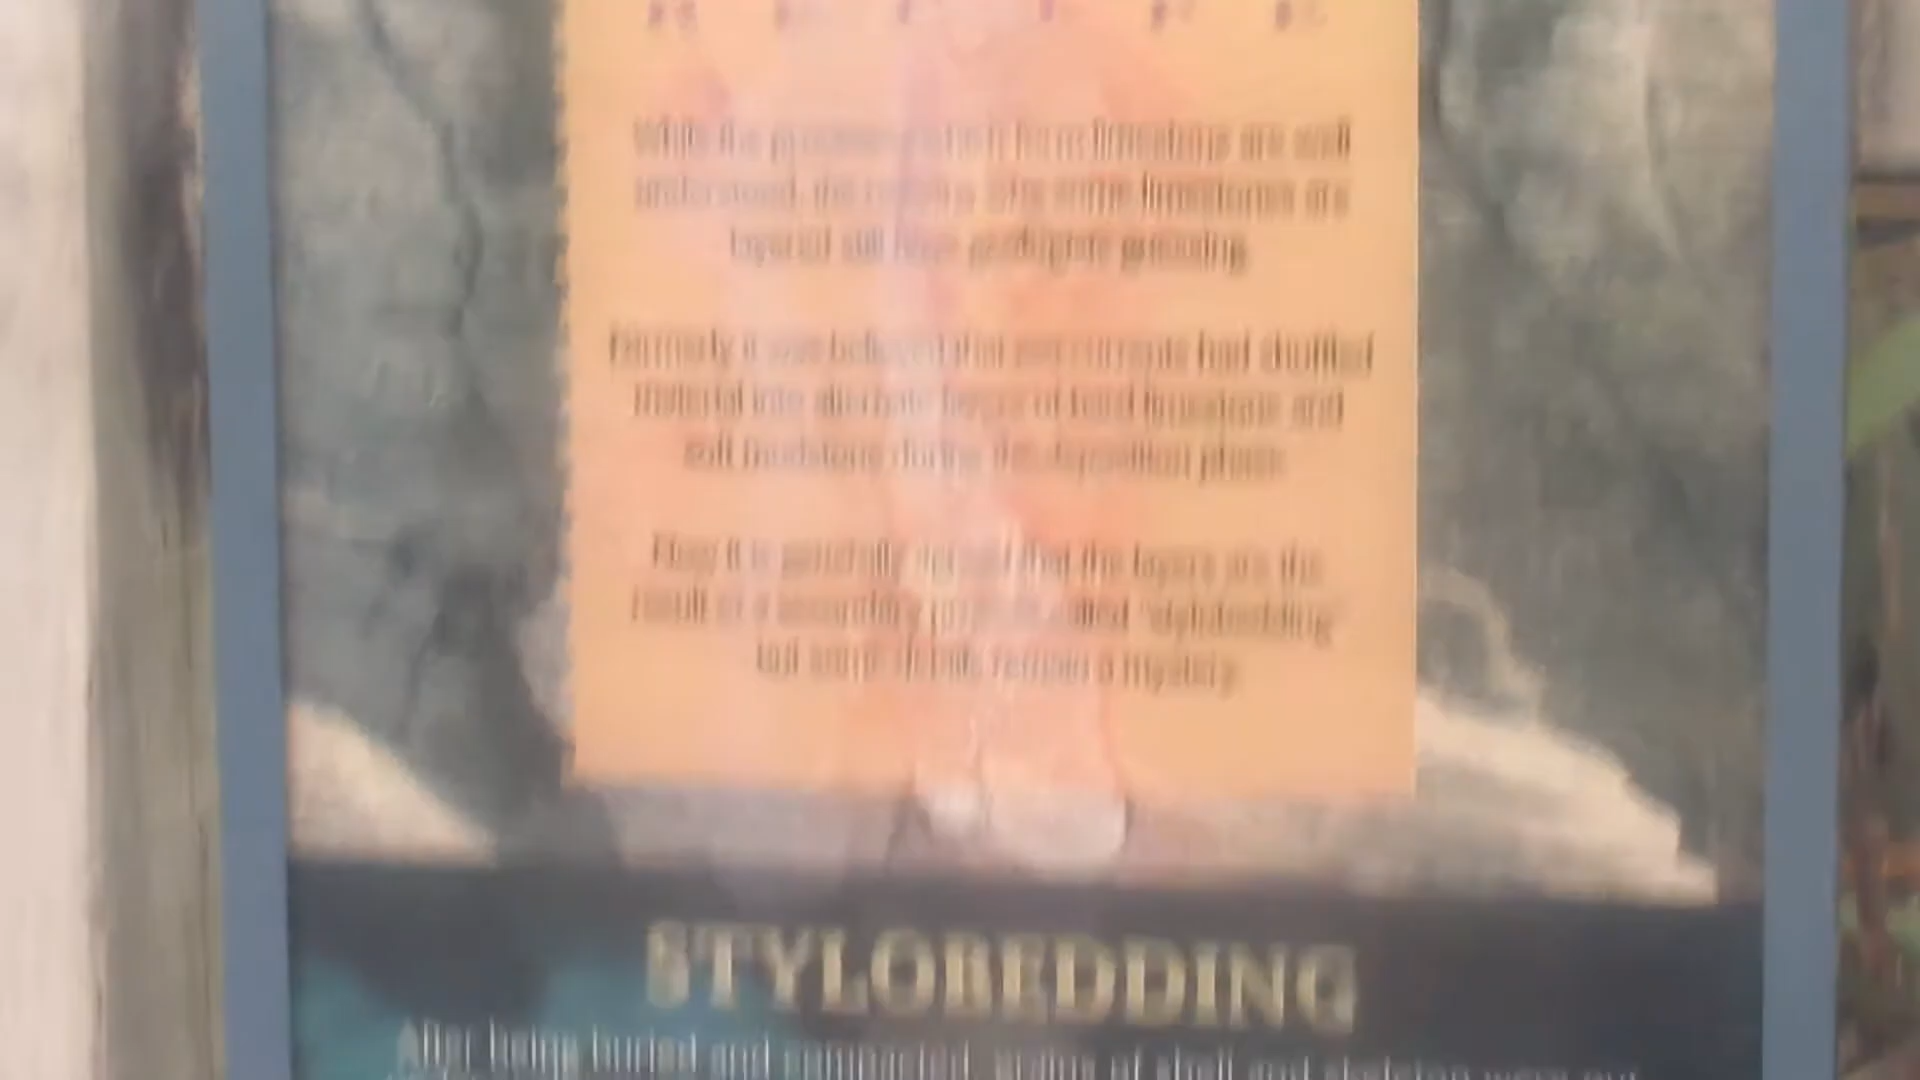 While the processes which form limestone are well
understood, the reasons why some limestones are
layered still have geologists guessing.
Formerly it was believed that sea currents had shuffled
material into alternate layers of hard limestone and
soft mudstone during the deposition phase.
Now it is generally agreed that the layers are the
result of a secondary process called "stylobedding"
but some details remain a mystery.
STYLOBEDDING
After being buried and compacted, grains of shell and skeleton were